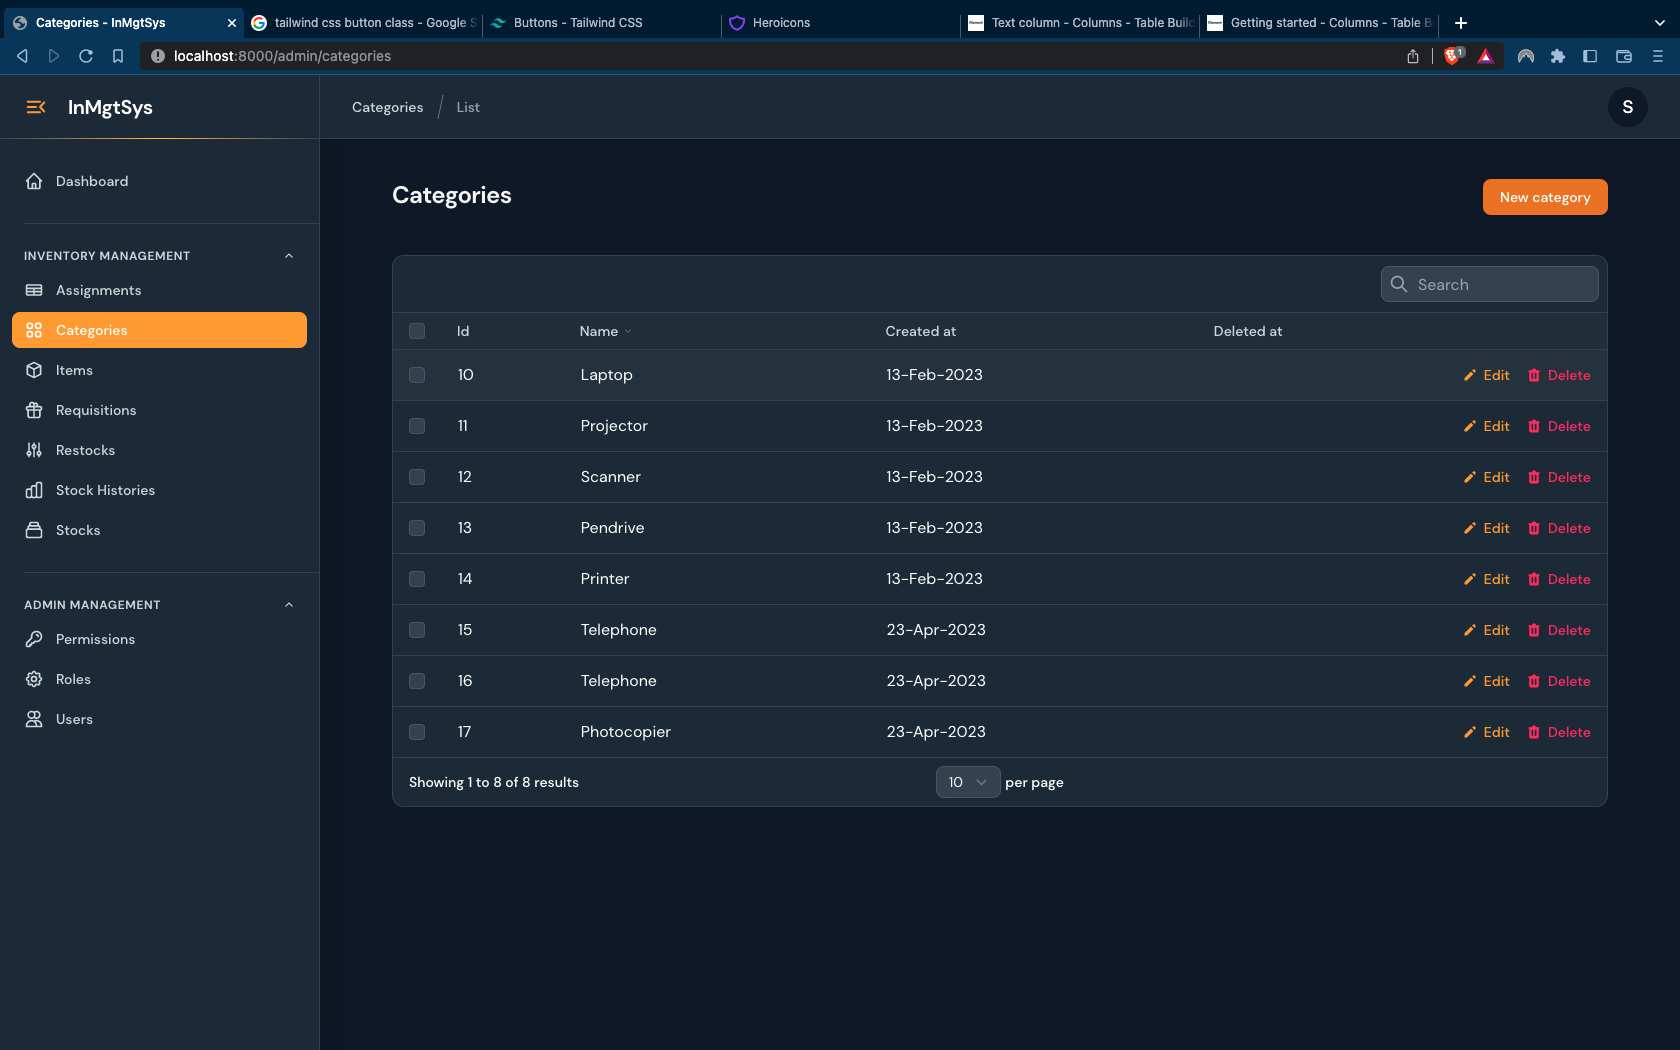 Categories - InMgtSys
tailwind css button class - Google S
Buttons - Tailwind CSS
Heroicons
Text column - Columns - Table Build
Getting started - Columns - Table B
localhost:8000/admin/categories
1
InMgtSys
Categories / List
S
Dashboard
INVENTORY MANAGEMENT
Assignments
Categories
Items
Requisitions
Restocks
Stock Histories
Stocks
ADMIN MANAGEMENT
Permissions
Roles
Users
Categories
New category
Search
Id Name Created at Deleted at
10 Laptop 13-Feb-2023 Edit Delete
11 Projector 13-Feb-2023 Edit Delete
12 Scanner 13-Feb-2023 Edit Delete
13 Pendrive 13-Feb-2023 Edit Delete
14 Printer 13-Feb-2023 Edit Delete
15 Telephone 23-Apr-2023 Edit Delete
16 Telephone 23-Apr-2023 Edit Delete
17 Photocopier 23-Apr-2023 Edit Delete
Showing 1 to 8 of 8 results 10 per page